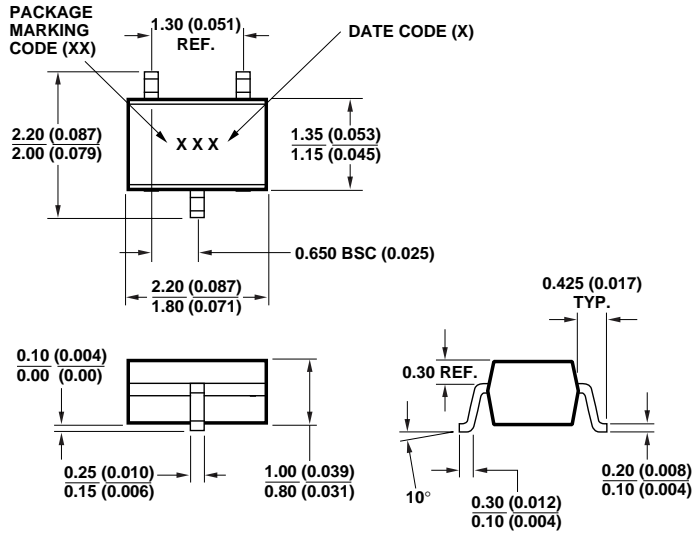 PACKAGE
MARKING
CODE (XX)
1.30 (0.051)
REF.
DATE CODE (X)
2.20 (0.087)
2.00 (0.079)
X X X
1.35 (0.053)
1.15 (0.045)
0.650 BSC (0.025)
2.20 (0.087)
1.80 (0.071)
0.425 (0.017)
TYP.
0.10 (0.004)
0.00 (0.00)
0.30 REF.
0.25 (0.010)
0.15 (0.006)
1.00 (0.039)
0.80 (0.031)
10°
0.30 (0.012)
0.10 (0.004)
0.20 (0.008)
0.10 (0.004)